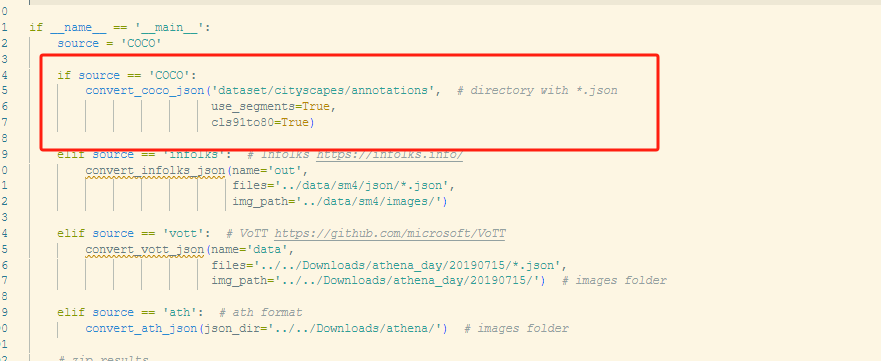 0
1 if __name__ == '__main__':
2 source = 'COCO'
3
4 if source == 'COCO':
5 convert_coco_json('dataset/cityscapes/annotations',  # directory with *.json
6 use_segments=True,
7 cls91to80=True)
8
9 elif source == 'infolks':  # Infolks https://infolks.info/
0 convert_infolks_json(name='out',
1 files='../data/sm4/json/*.json',
2 img_path='../data/sm4/images/')
3
4 elif source == 'vott':  # VoTT https://github.com/microsoft/VoTT
5 convert_vott_json(name='data',
6 files='../../Downloads/athena_day/20190715/*.json',
7 img_path='../../Downloads/athena_day/20190715/')  # images folder
8
9 elif source == 'ath':  # ath format
00 convert_ath_json(json_dir='../../Downloads/athena/')  # images folder
01
02 # zip results